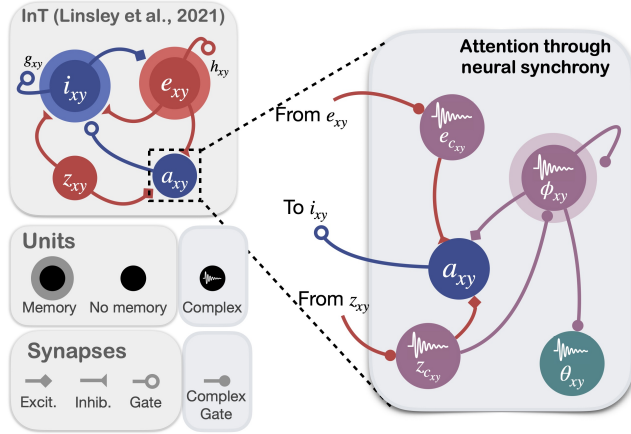 InT (Linsley et al., 2021)
g_xy
h_xy
i_xy
e_xy
z_xy
a_xy
Units
Memory
No memory
Complex
Synapses
Excit.
Inhib.
Gate
Complex
Gate
Attention through
neural synchrony
From e_xy
e_c_xy
ϕ_xy
To i_xy
a_xy
From z_xy
z_c_xy
θ_xy